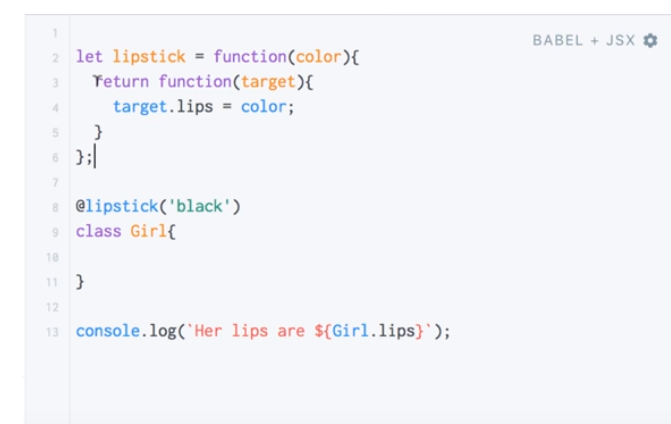 BABEL + JSX
1
2 let lipstick = function(color){
3   return function(target){
4     target.lips = color;
5   }
6 };
7
8 @lipstick('black')
9 class Girl{
10
11 }
12
13 console.log(`Her lips are ${Girl.lips}`);